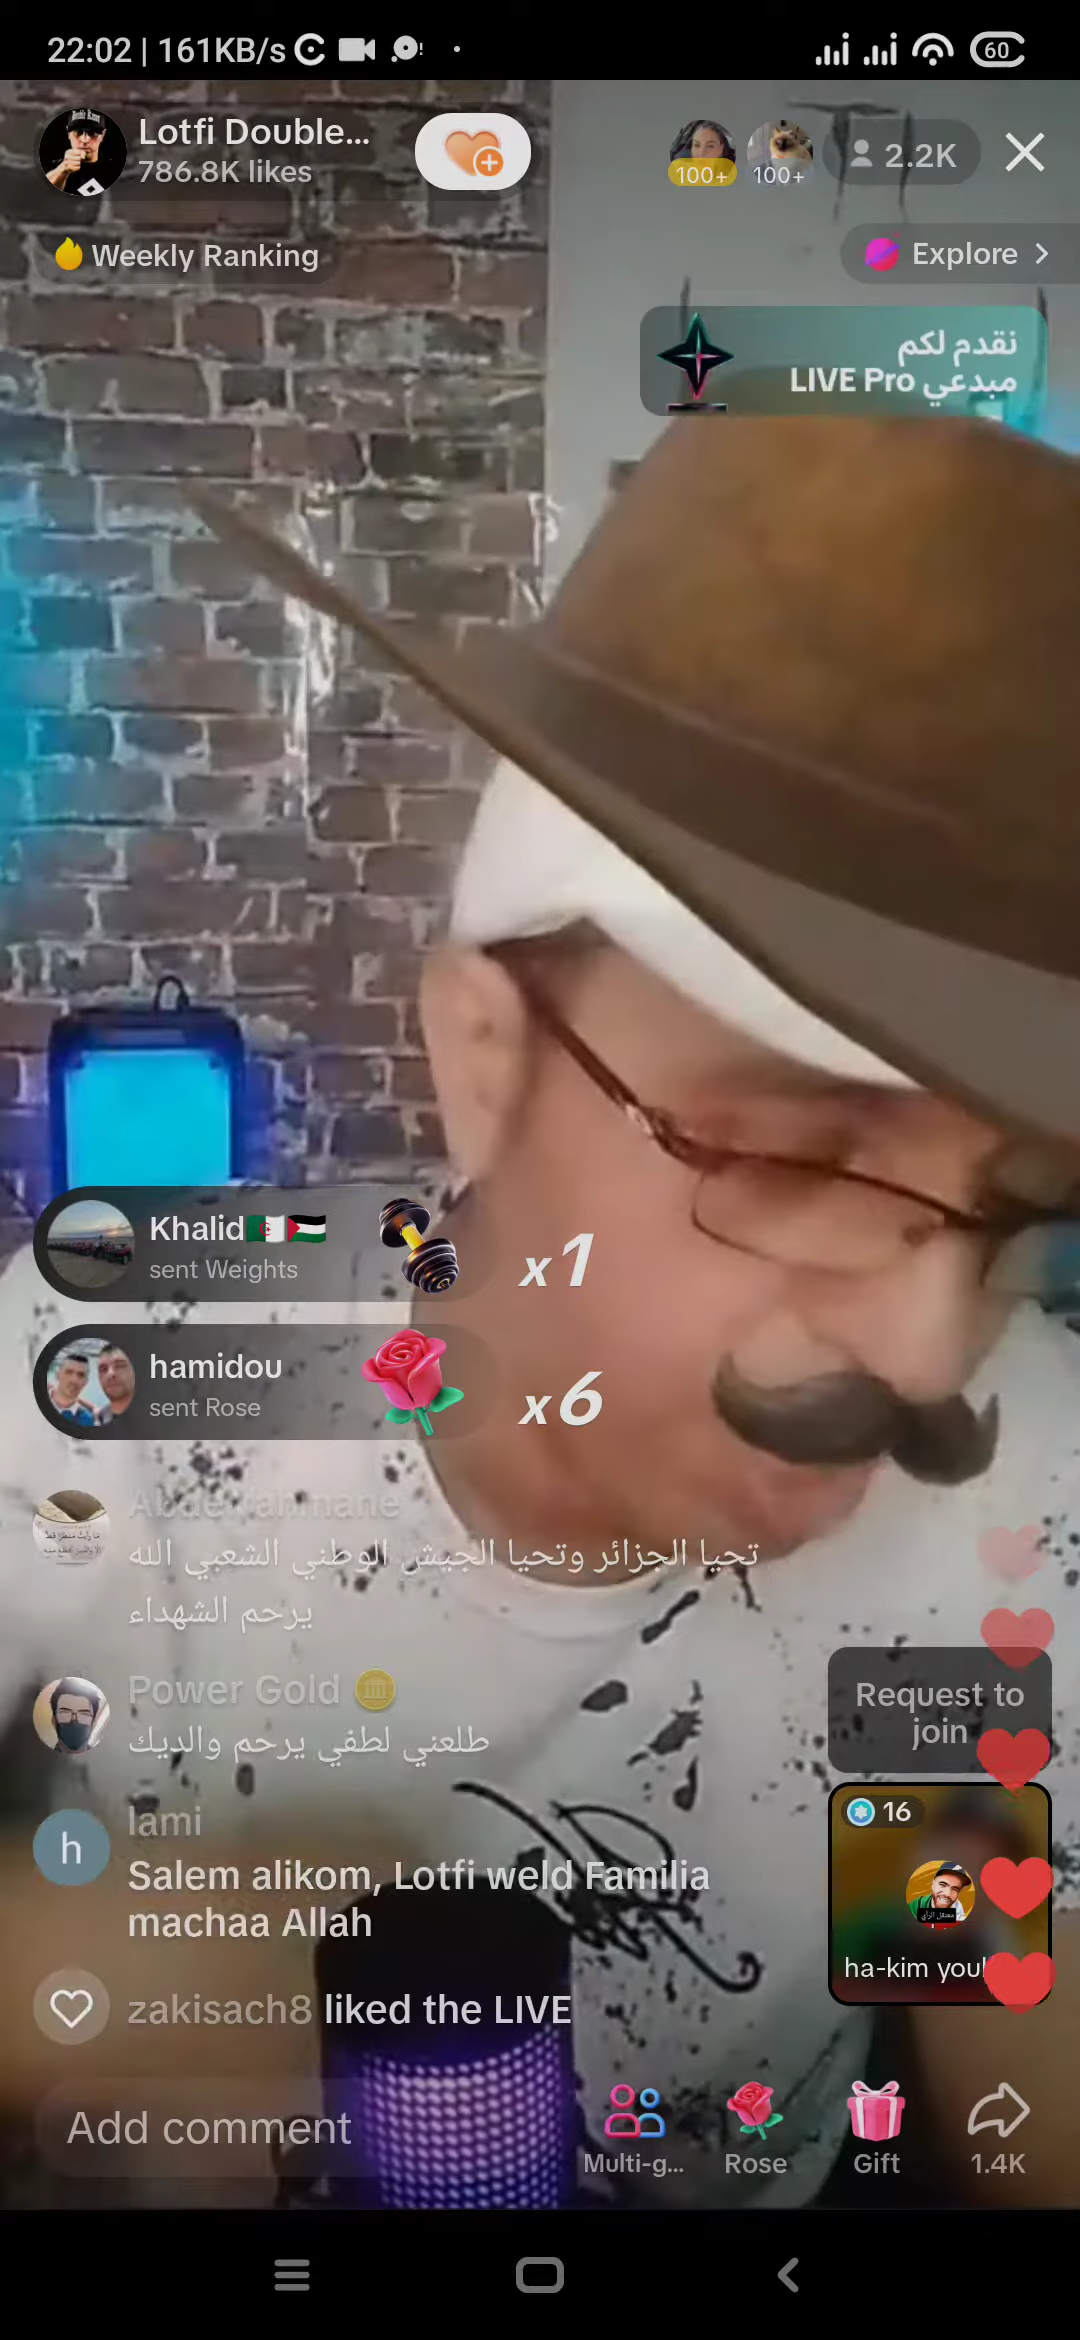 22:02 | 161KB/s
60
Lotfi Double...
786.8K likes
100+
100+
2.2K
Weekly Ranking
Explore
نقدم لكم
مبدعي LIVE Pro
Khalid🇩🇿🇵🇸
sent Weights
x1
hamidou
sent Rose
x6
Abderrahmane
تحيا الجزائر وتحيا الجيش الوطني الشعبي الله
يرحم الشهداء
Power Gold
طلعني لطفي يرحم والديك
Request to
join
lami
h
Salem alikom, Lotfi weld Familia
machaa Allah
16
معتقل الرأي
ha-kim you
zakisach8 liked the LIVE
Add comment
Multi-g...
Rose
Gift
1.4K